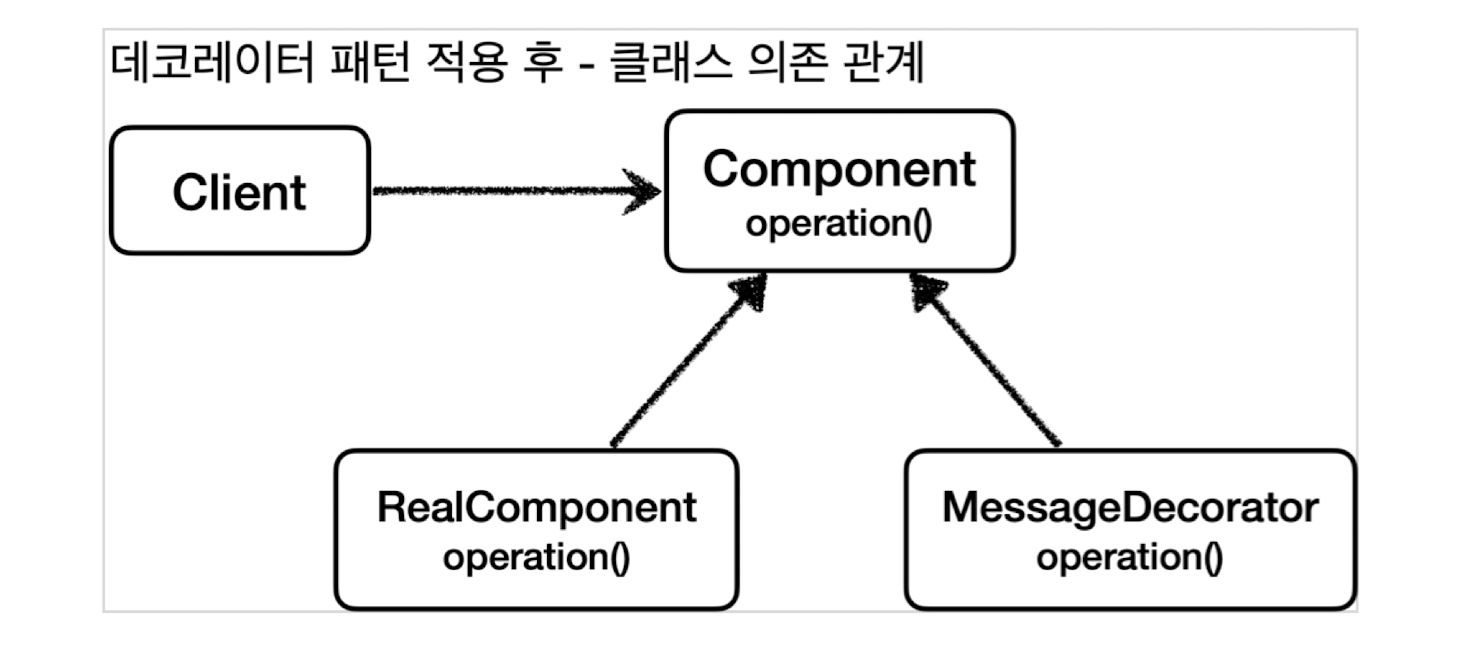 데코레이터 패턴 적용 후 - 클래스 의존 관계
Client
Component
operation()
RealComponent
operation()
MessageDecorator
operation()